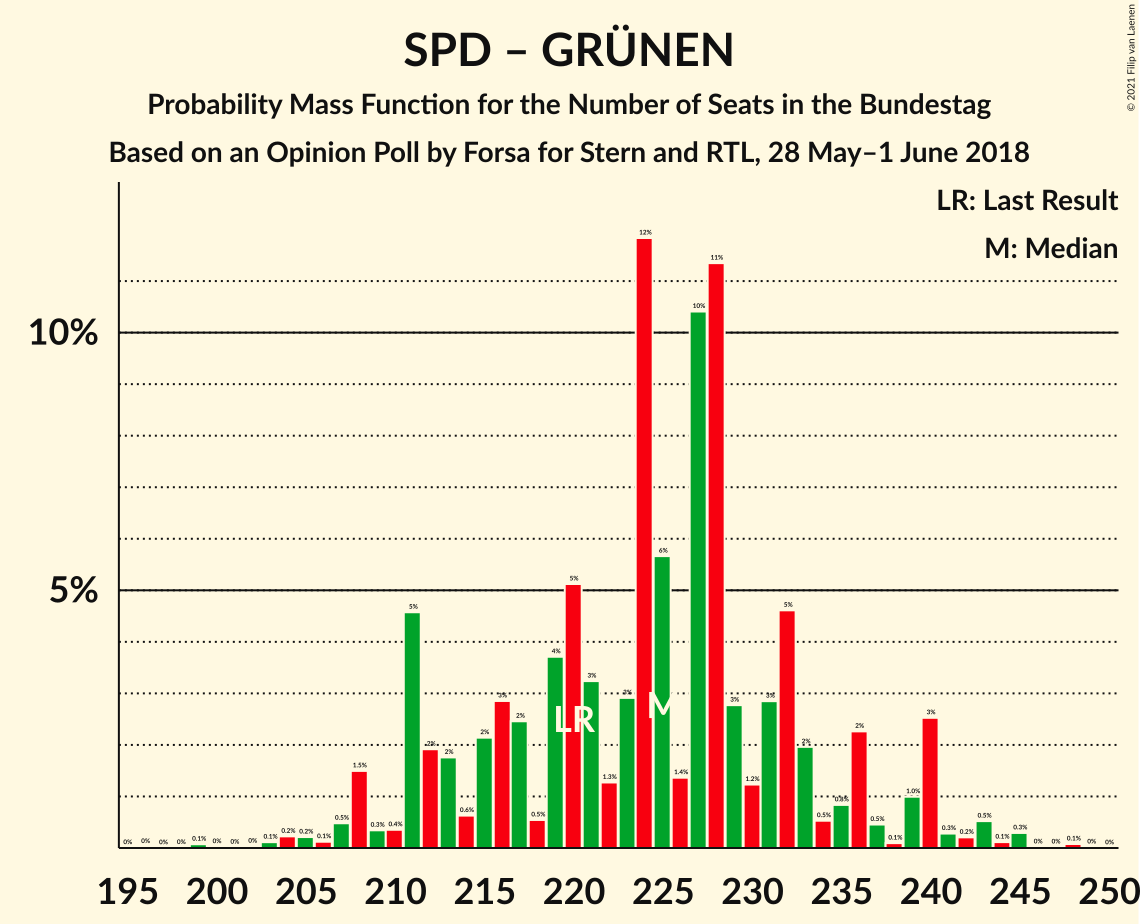 SPD – GRÜNEN
Probability Mass Function for the Number of Seats in the Bundestag
Based on an Opinion Poll by Forsa for Stern and RTL, 28 May–1 June 2018
© 2021 Filip van Laenen
LR: Last Result
M: Median
10%
5%
0% 0% 0% 0% 0.1% 0% 0% 0% 0.1% 0.2% 0.2% 0.1% 0.5% 1.5% 0.3% 0.4% 5% 2% 2% 0.6% 2% 3% 2% 0.5% 4% 5% 3% 1.3% 3% 12% 6% 1.4% 10% 11% 3% 1.2% 3% 5% 2% 0.5% 0.8% 2% 0.5% 0.1% 1.0% 3% 0.3% 0.2% 0.5% 0.1% 0.3% 0% 0% 0.1% 0% 0%
LR M
195 200 205 210 215 220 225 230 235 240 245 250